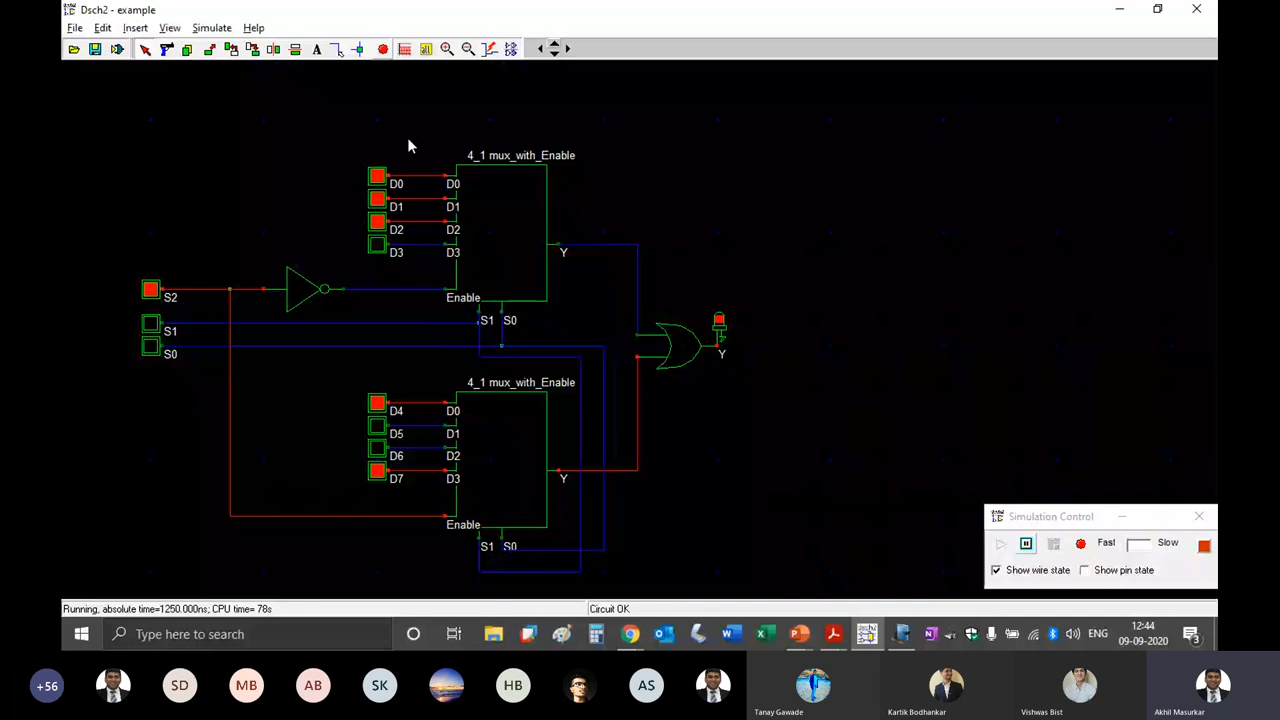 Dsch2 - example
File Edit Insert View Simulate Help
4_1 mux_with_Enable
D0 D0
D1 D1
D2 D2
D3 D3
Y
S2
Enable
S1 S0
S1
S0
Y
4_1 mux_with_Enable
D4 D0
D5 D1
D6 D2
D7 D3
Y
Enable
S1 S0
Simulation Control
Fast Slow
Show wire state Show pin state
Running, absolute time=1250.000ns; CPU time= 78s Circuit OK
Type here to search
ENG
12:44
09-09-2020
3
+56 SD MB AB SK HB AS
Tanay Gawade Kartik Bodhankar Vishwas Bist Akhil Masurkar